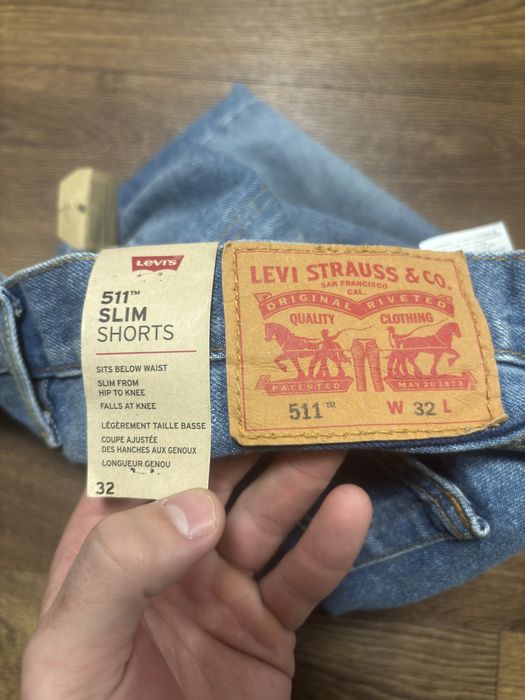 LEVI'S
511™
SLIM
SHORTS
SITS BELOW WAIST
SLIM FROM
HIP TO KNEE
FALLS AT KNEE
LÉGÈREMENT TAILLE BASSE
COUPE AJUSTÉE
DES HANCHES AUX GENOUX
LONGUEUR GENOU
32
LEVI STRAUSS & CO.
SAN FRANCISCO
CAL.
ORIGINAL RIVETED
QUALITY CLOTHING
PATENTED MAY 20 1873
511 ™ W 32 L